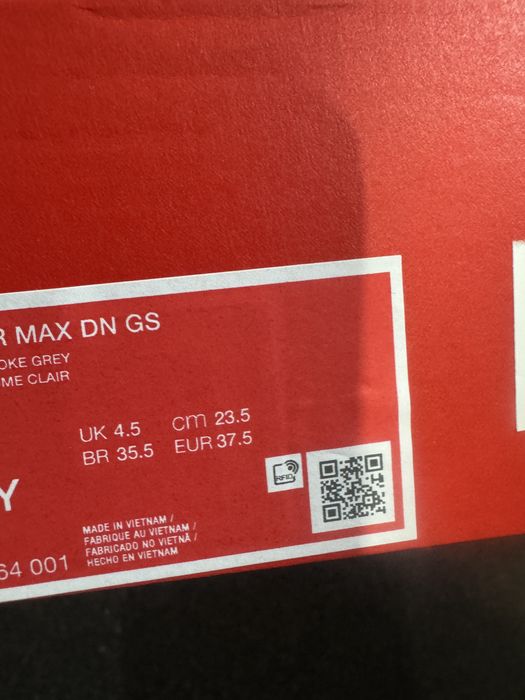 R MAX DN GS
OKE GREY
ME CLAIR
UK 4.5 cm 23.5
BR 35.5 EUR 37.5
Y
RFID
MADE IN VIETNAM /
FABRIQUE AU VIETNAM /
FABRICADO NO VIETNÃ /
HECHO EN VIETNAM
64 001